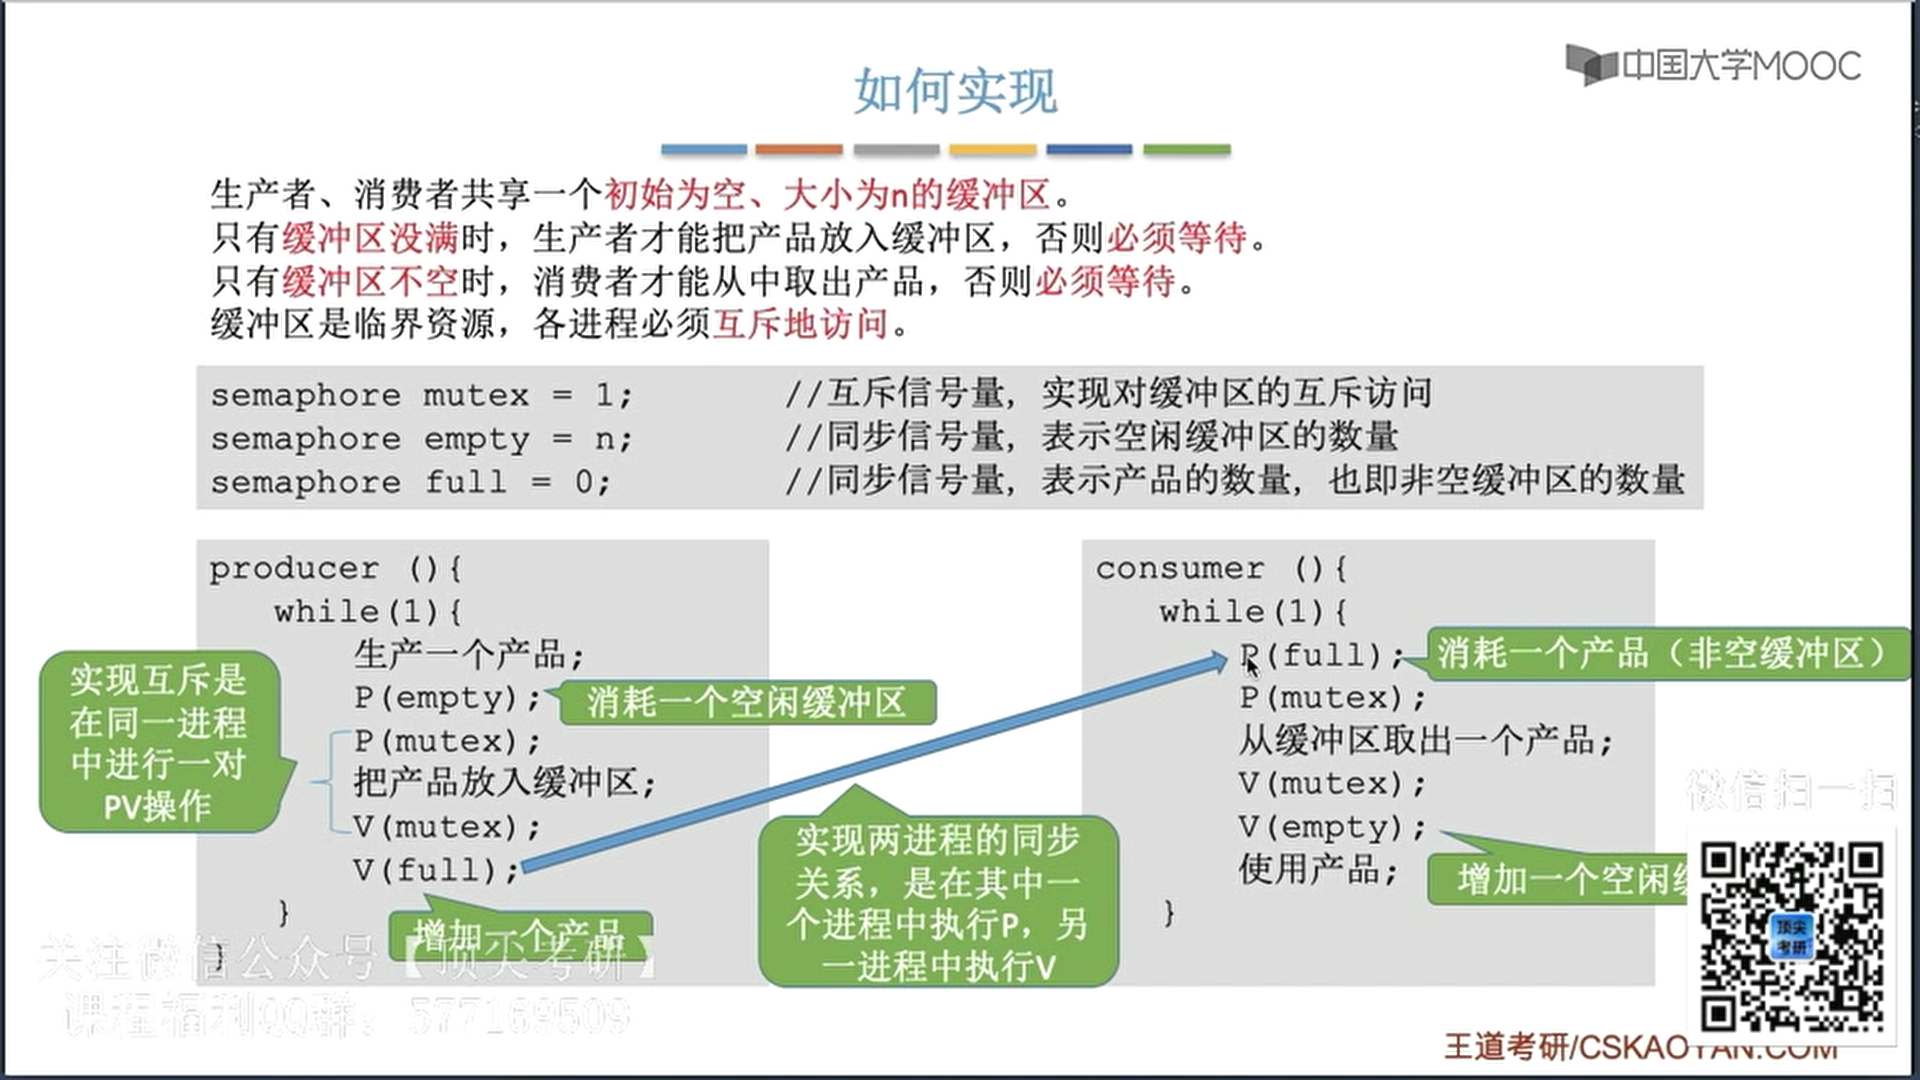 中国大学MOOC
如何实现
生产者、消费者共享一个初始为空、大小为n的缓冲区。
只有缓冲区没满时，生产者才能把产品放入缓冲区，否则必须等待。
只有缓冲区不空时，消费者才能从中取出产品，否则必须等待。
缓冲区是临界资源，各进程必须互斥地访问。
semaphore mutex = 1; //互斥信号量，实现对缓冲区的互斥访问
semaphore empty = n; //同步信号量，表示空闲缓冲区的数量
semaphore full = 0; //同步信号量，表示产品的数量，也即非空缓冲区的数量
producer (){
while(1){
生产一个产品;
P(empty);
P(mutex);
把产品放入缓冲区;
V(mutex);
V(full);
}
}
实现互斥是
在同一进程
中进行一对
PV操作
消耗一个空闲缓冲区
增加一个产品
实现两进程的同步
关系，是在其中一
个进程中执行P，另
一进程中执行V
consumer (){
while(1){
P(full);
P(mutex);
从缓冲区取出一个产品;
V(mutex);
V(empty);
使用产品;
}
消耗一个产品（非空缓冲区）
增加一个空闲缓
微信扫一扫
顶尖
考研
关注微信公众号【顶尖考研】
课程福利QQ群：577169509
王道考研/CSKAOYAN.COM